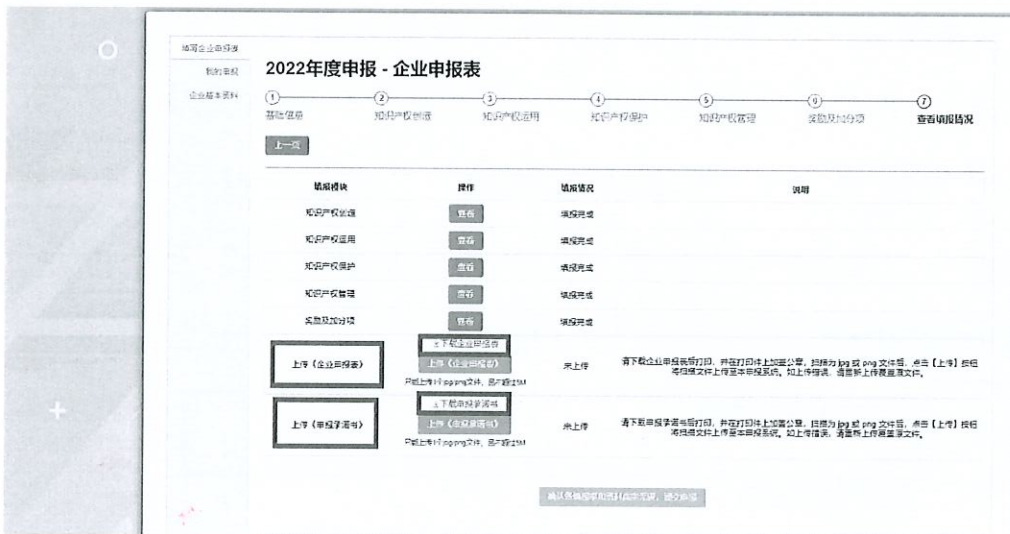 填写企业申报表
我的申报
企业基本资料
2022年度申报 - 企业申报表
1 2 3 4 5 6 7
基础信息 知识产权创造 知识产权运用 知识产权保护 知识产权管理 奖励及加分项 查看填报情况
上一页
填报模块 操作 填报情况 说明
知识产权创造 查看 填报完成
知识产权运用 查看 填报完成
知识产权保护 查看 填报完成
知识产权管理 查看 填报完成
奖励及加分项 查看 填报完成
下载企业申报表
上传《企业申报表》 上传《企业申报表》 未上传 请下载企业申报表后打印，并在打印件上加盖公章，扫描为 jpg 或 png 文件后，点击【上传】按钮
将扫描文件上传至本申报系统。如上传错误，请重新上传覆盖原文件。
只能上传1个jpg/png文件，且不超过5M
下载申报承诺书
上传《申报承诺书》 上传《申报承诺书》 未上传 请下载申报承诺书后打印，并在打印件上加盖公章，扫描为 jpg 或 png 文件后，点击【上传】按钮
将扫描文件上传至本申报系统。如上传错误，请重新上传覆盖原文件。
只能上传1个jpg/png文件，且不超过5M